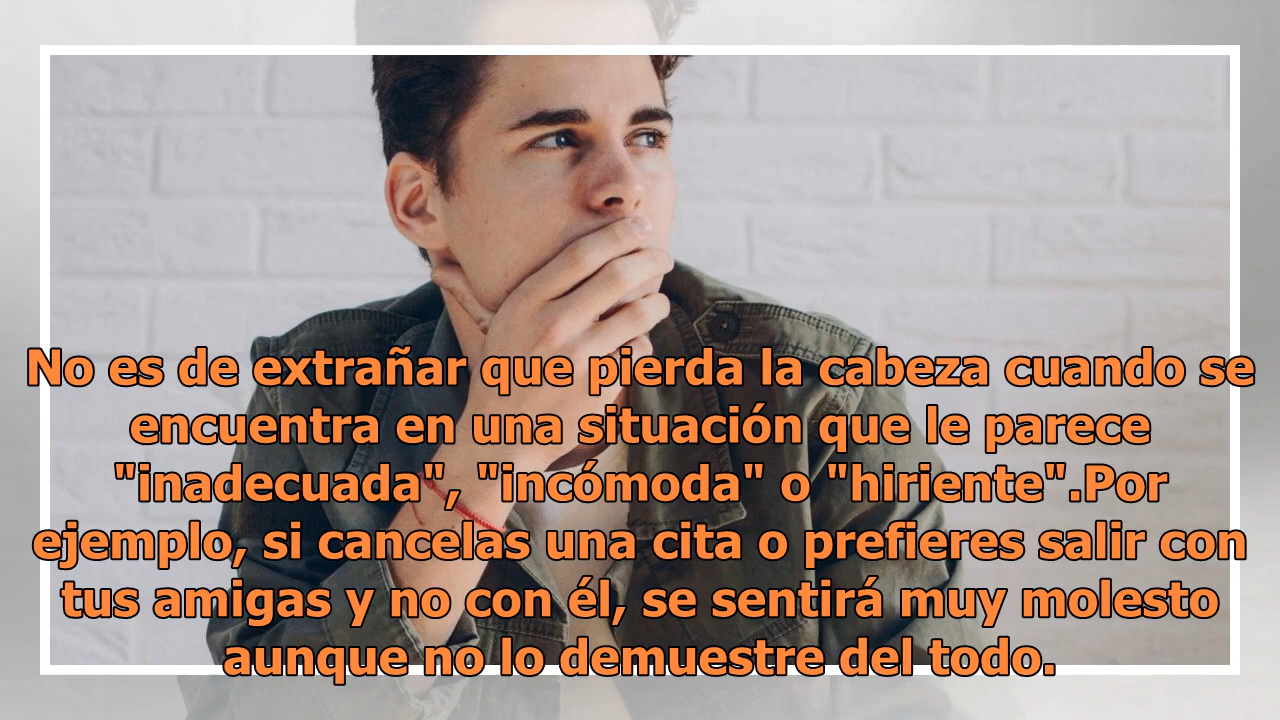 No es de extrañar que pierda la cabeza cuando se
encuentra en una situación que le parece
"inadecuada", "incómoda" o "hiriente".Por
ejemplo, si cancelas una cita o prefieres salir con
tus amigas y no con él, se sentirá muy molesto
aunque no lo demuestre del todo.